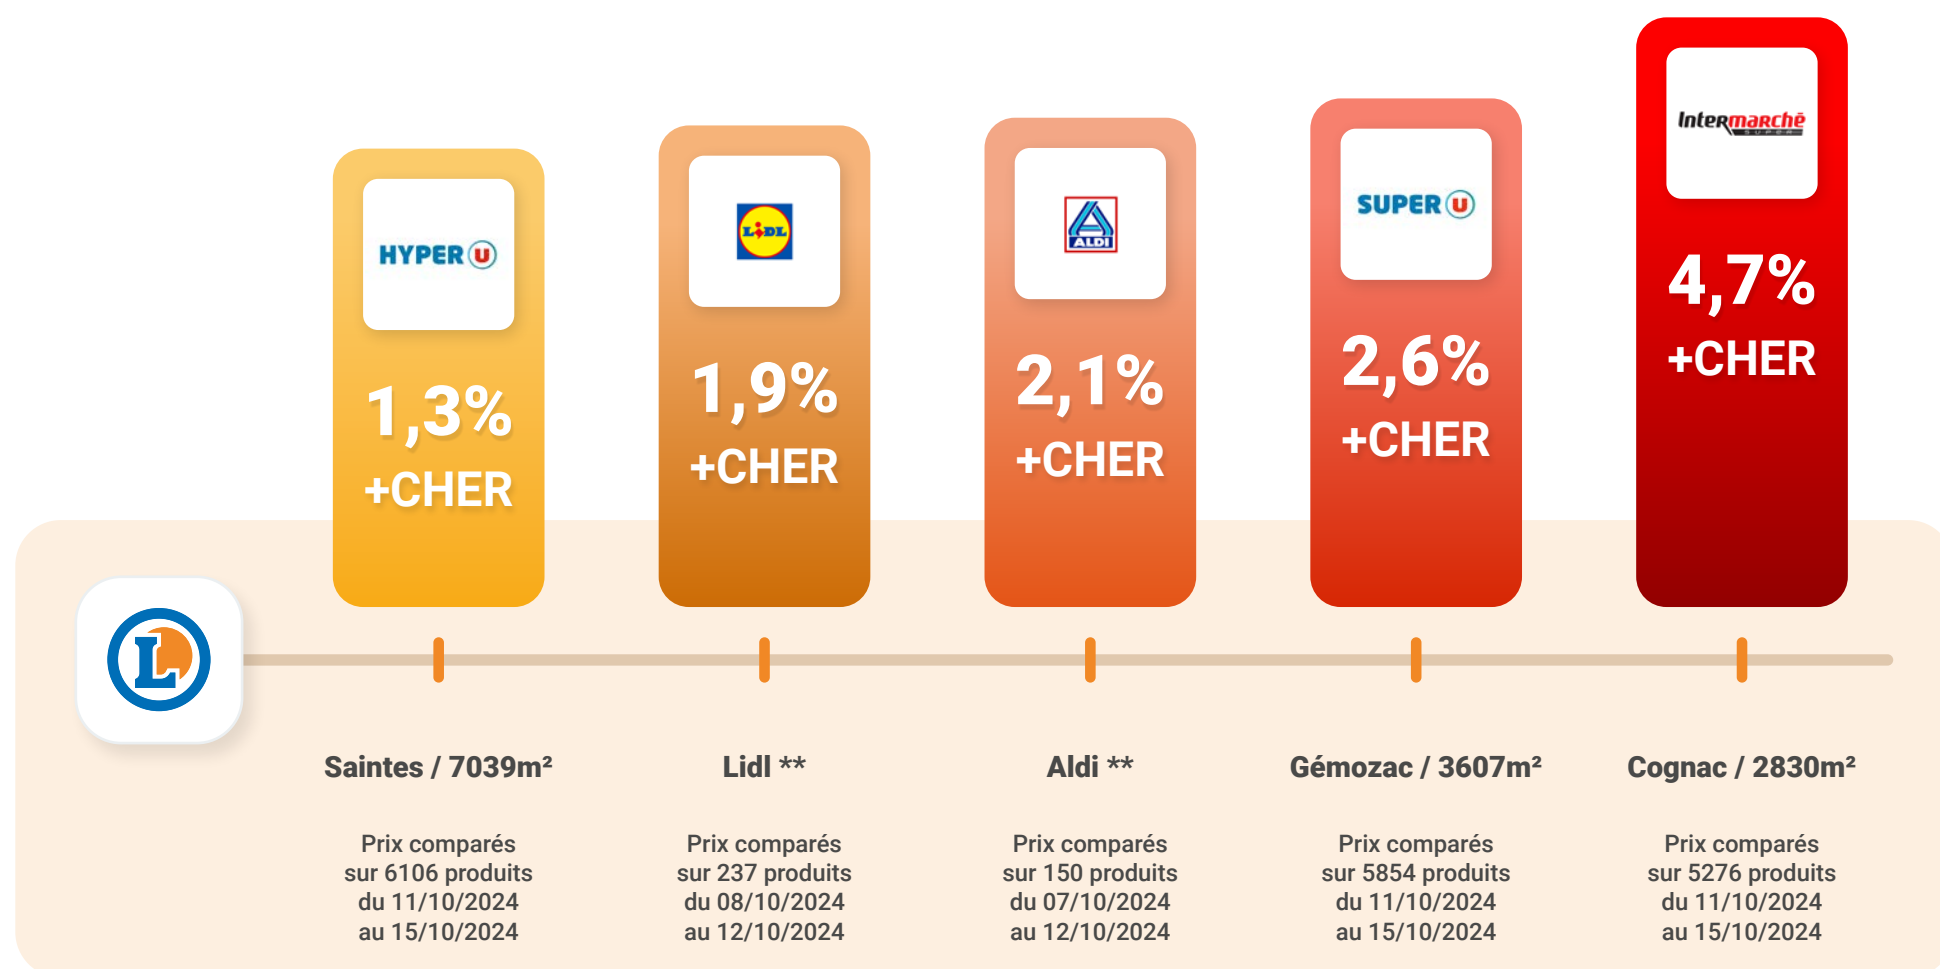 HYPER U
1,3%
+CHER
LIDL
1,9%
+CHER
ALDI
2,1%
+CHER
SUPER U
2,6%
+CHER
Intermarchē
SUPER
4,7%
+CHER
L
Saintes / 7039m²
Prix comparés
sur 6106 produits
du 11/10/2024
au 15/10/2024
Lidl **
Prix comparés
sur 237 produits
du 08/10/2024
au 12/10/2024
Aldi **
Prix comparés
sur 150 produits
du 07/10/2024
au 12/10/2024
Gémozac / 3607m²
Prix comparés
sur 5854 produits
du 11/10/2024
au 15/10/2024
Cognac / 2830m²
Prix comparés
sur 5276 produits
du 11/10/2024
au 15/10/2024